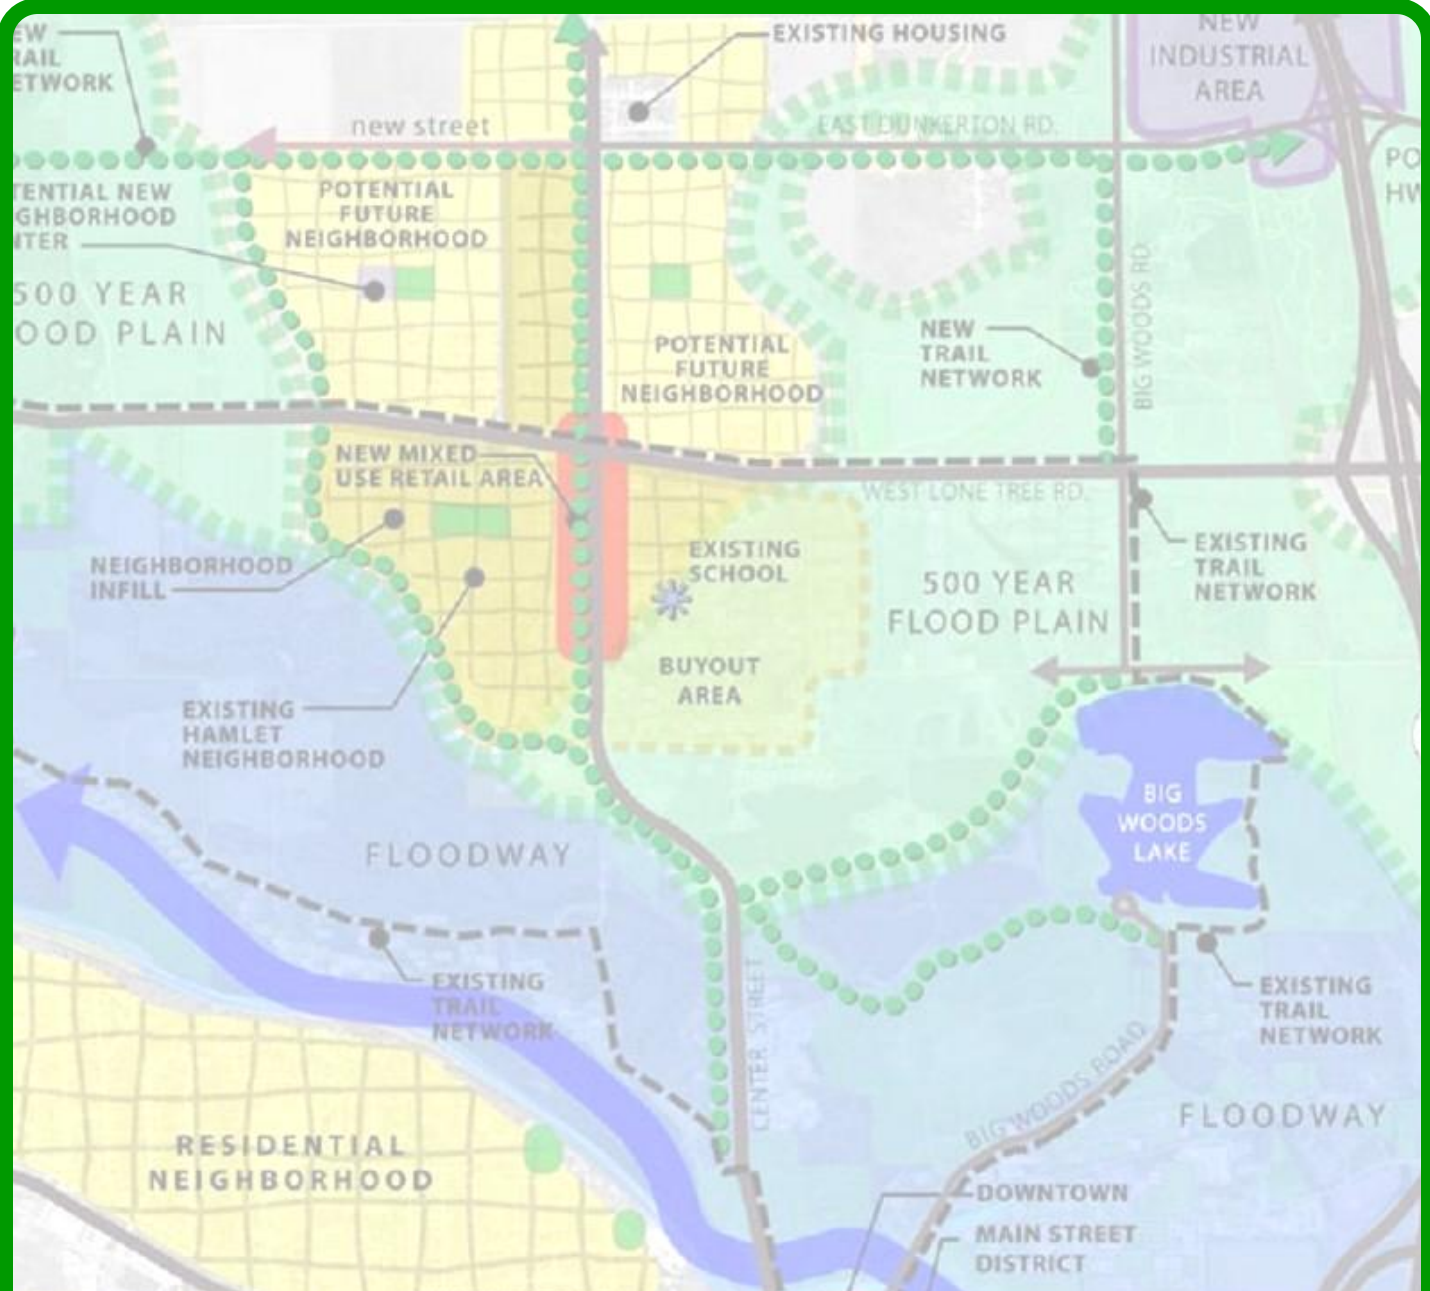 EW
RAIL
ETWORK
EXISTING HOUSING
NEW
INDUSTRIAL
AREA
new street
EAST DUNKERTON RD.
PO
HW
TENTIAL NEW
GHBORHOOD
NTER
POTENTIAL
FUTURE
NEIGHBORHOOD
500 YEAR
OOD PLAIN
POTENTIAL
FUTURE
NEIGHBORHOOD
NEW
TRAIL
NETWORK
BIG WOODS RD
NEW MIXED
USE RETAIL AREA
WEST LONE TREE RD.
NEIGHBORHOOD
INFILL
EXISTING
SCHOOL
500 YEAR
FLOOD PLAIN
EXISTING
TRAIL
NETWORK
BUYOUT
AREA
EXISTING
HAMLET
NEIGHBORHOOD
BIG
WOODS
LAKE
FLOODWAY
EXISTING
TRAIL
NETWORK
CENTER STREET
EXISTING
TRAIL
NETWORK
BIG WOODS ROAD
FLOODWAY
RESIDENTIAL
NEIGHBORHOOD
DOWNTOWN
MAIN STREET
DISTRICT